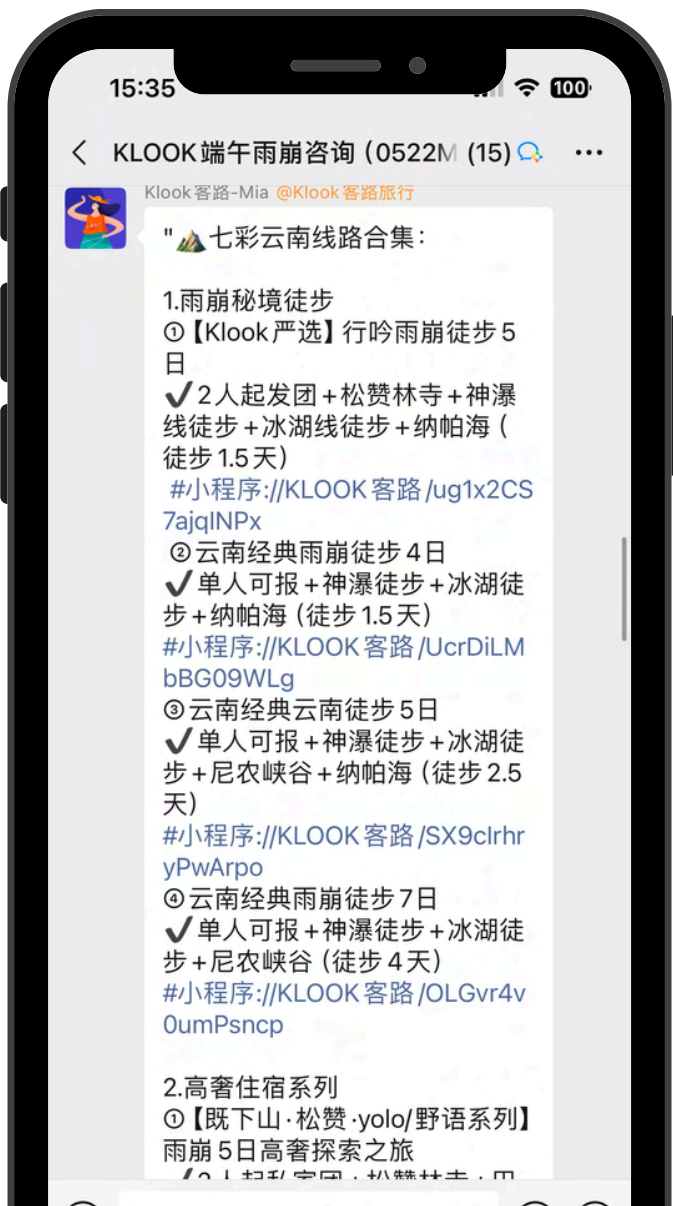 15:35
100
KLOOK端午雨崩咨询（0522M (15)
Klook客路-Mia @Klook客路旅行
"⛰️七彩云南线路合集：
1.雨崩秘境徒步
①【Klook严选】行吟雨崩徒步5
日
✔️2人起发团+松赞林寺+神瀑
线徒步+冰湖线徒步+纳帕海（
徒步1.5天）
#小程序://KLOOK客路/ug1x2CS
7ajqlNPx
②云南经典雨崩徒步4日
✔️单人可报+神瀑徒步+冰湖徒
步+纳帕海（徒步1.5天）
#小程序://KLOOK客路/UcrDiLM
bBG09WLg
③云南经典云南徒步5日
✔️单人可报+神瀑徒步+冰湖徒
步+尼农峡谷+纳帕海（徒步2.5
天）
#小程序://KLOOK客路/SX9clrhr
yPwArpo
④云南经典雨崩徒步7日
✔️单人可报+神瀑徒步+冰湖徒
步+尼农峡谷（徒步4天）
#小程序://KLOOK客路/OLGvr4v
0umPsncp
2.高奢住宿系列
①【既下山·松赞·yolo/野语系列】
雨崩5日高奢探索之旅
✔️2人起私家团+松赞林寺+巴